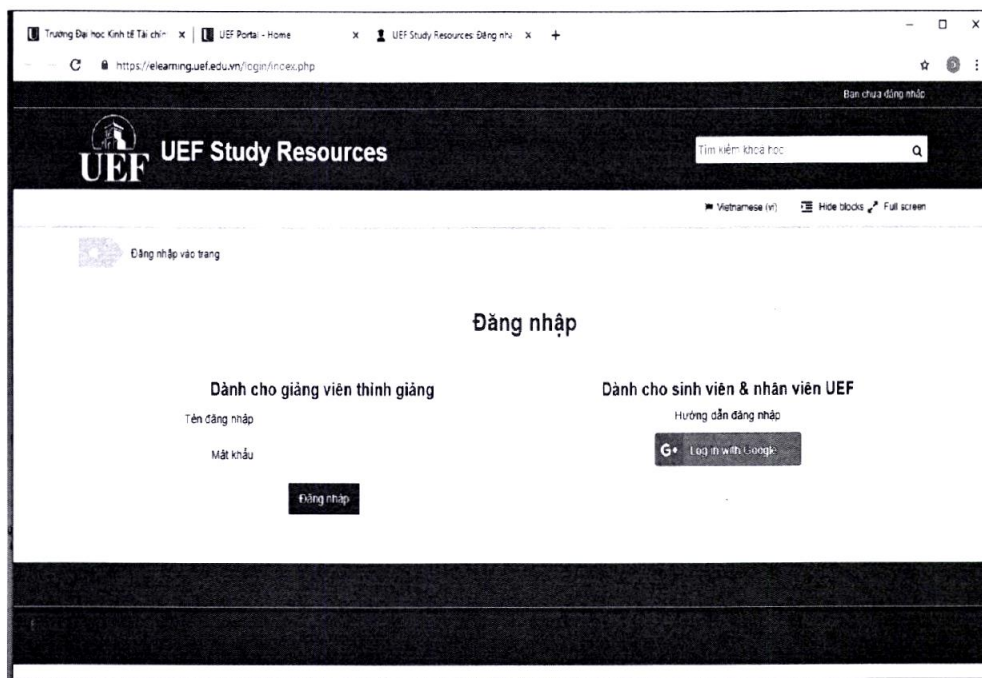 Trường Đại học Kinh tế Tài chín
UEF Portal - Home
UEF Study Resources: Đăng nhậ
https://elearning.uef.edu.vn/login/index.php
Bạn chưa đăng nhập
UEF
UEF Study Resources
Tìm kiếm khoá học
Vietnamese (vi)
Hide blocks
Full screen
Đăng nhập vào trang
Đăng nhập
Dành cho giảng viên thỉnh giảng
Dành cho sinh viên & nhân viên UEF
Tên đăng nhập
Hướng dẫn đăng nhập
Mật khẩu
G+ Log in with Google
Đăng nhập